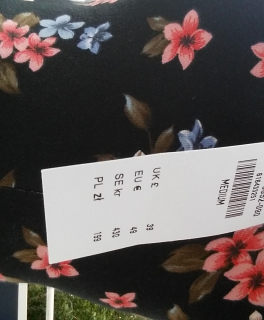 MEDIUM
UK £ 39
EU € 49
SE kr 430
PL zł 199